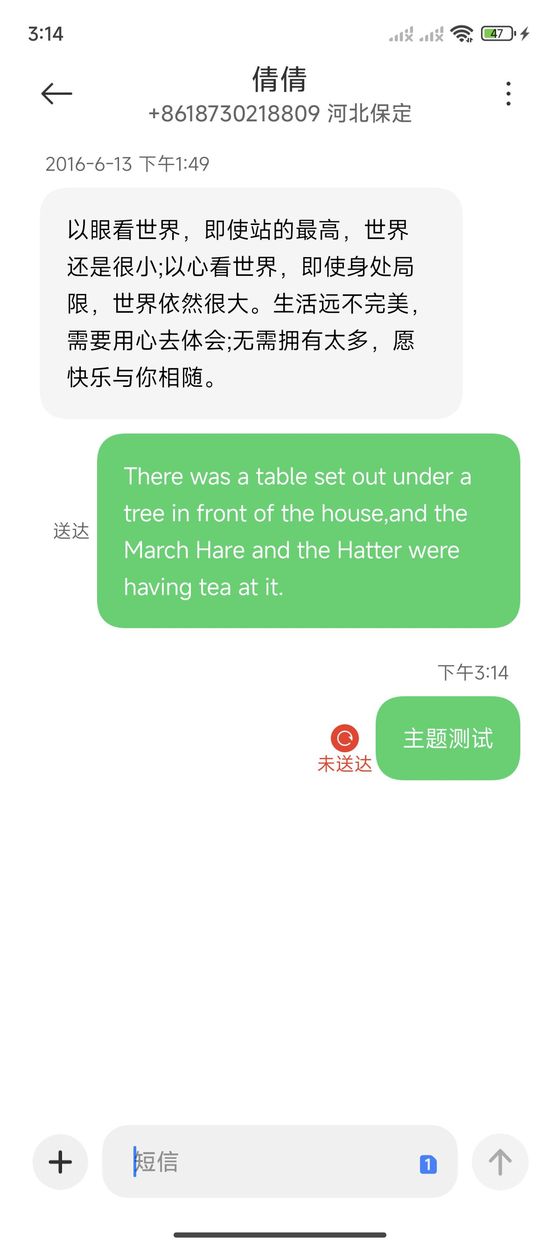 3:14
47
倩倩
+8618730218809 河北保定
2016-6-13 下午1:49
以眼看世界，即使站的最高，世界
还是很小;以心看世界，即使身处局
限，世界依然很大。生活远不完美，
需要用心去体会;无需拥有太多，愿
快乐与你相随。
There was a table set out under a
tree in front of the house,and the
March Hare and the Hatter were
having tea at it.
送达
下午3:14
主题测试
未送达
短信
1